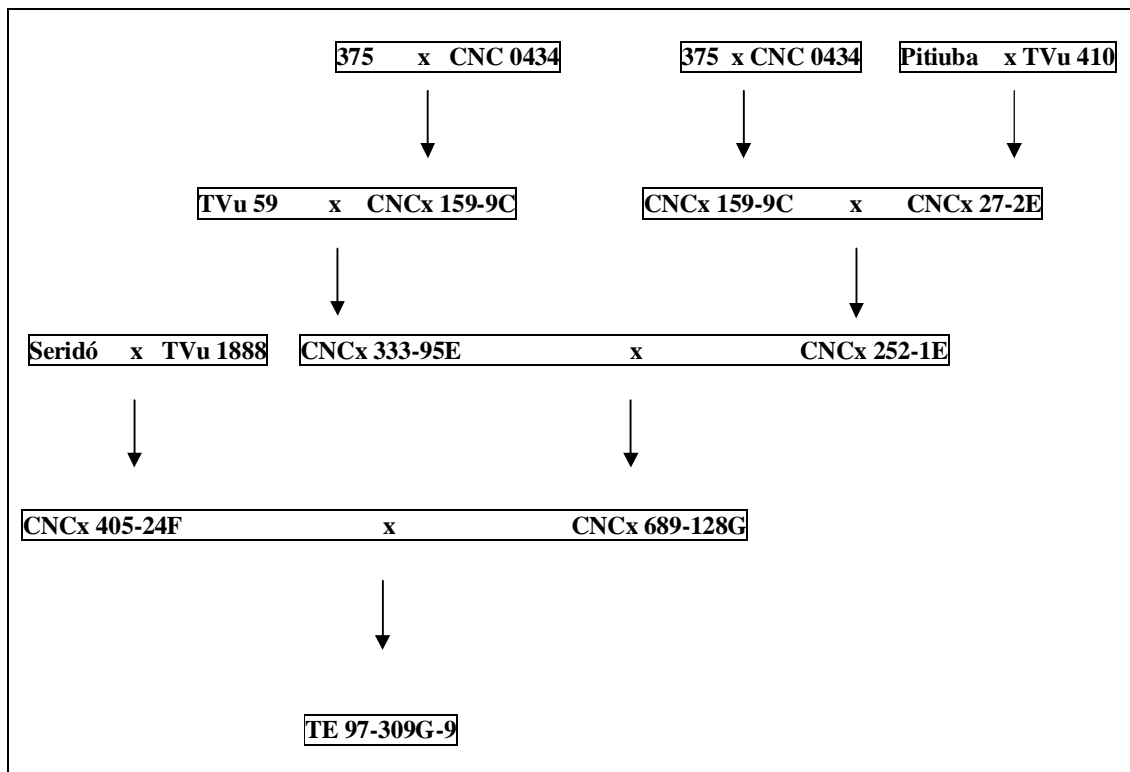 375 x CNC 0434 375 x CNC 0434 Pitiuba x TVu 410
TVu 59 x CNCx 159-9C CNCx 159-9C x CNCx 27-2E
Seridó x TVu 1888 CNCx 333-95E x CNCx 252-1E
CNCx 405-24F x CNCx 689-128G
TE 97-309G-9